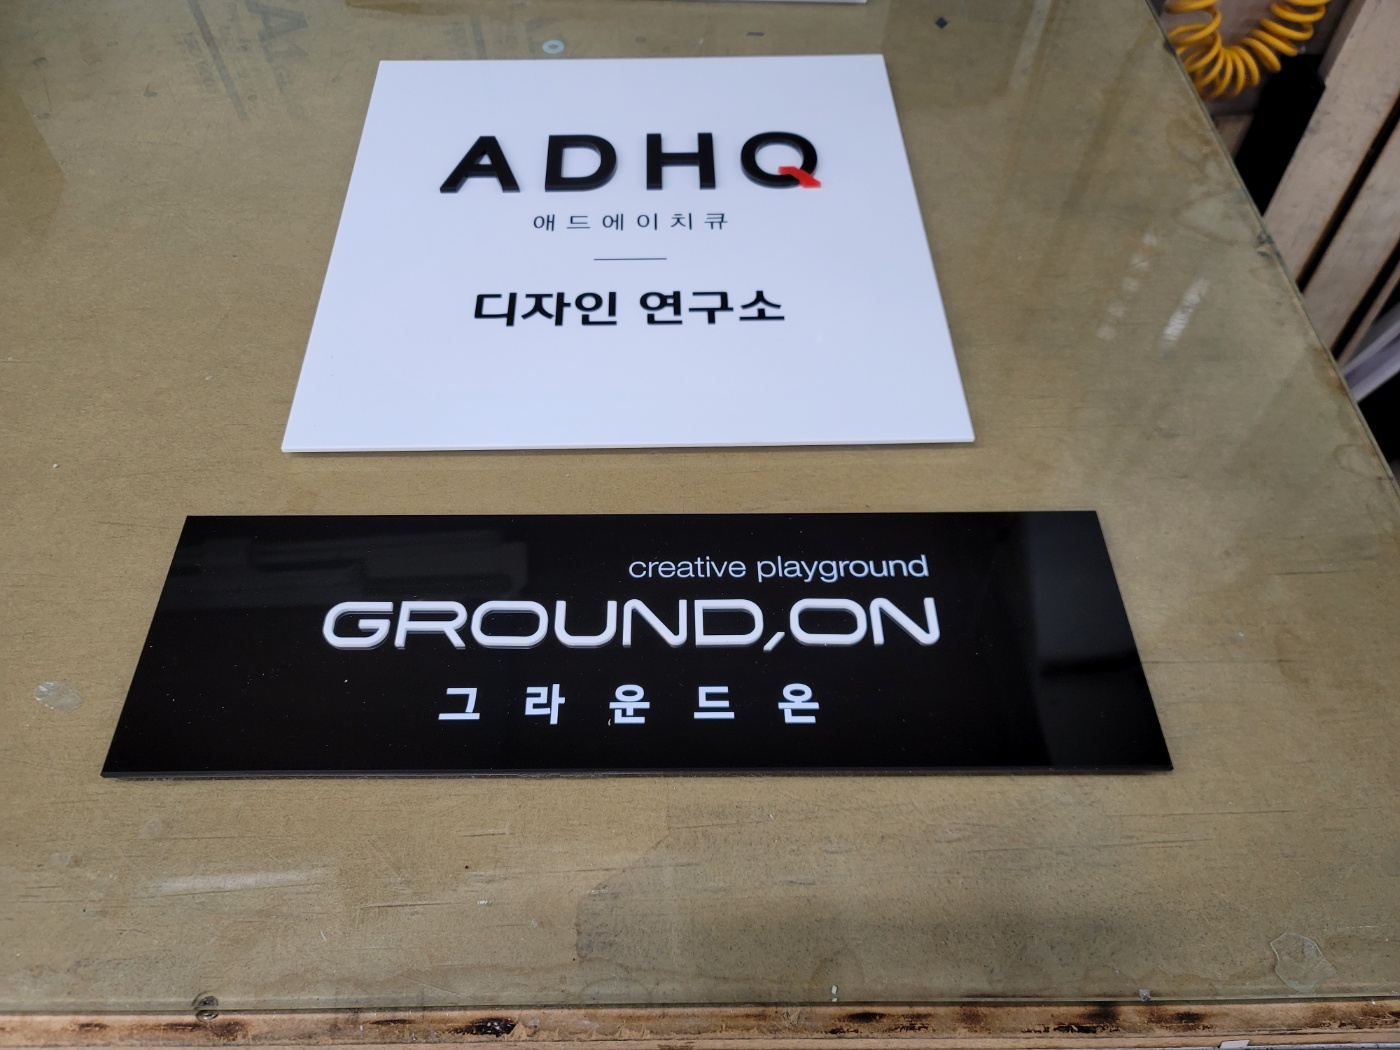 ADHQ
애드에이치큐
디자인 연구소
creative playground
GROUND,ON
그라운드온